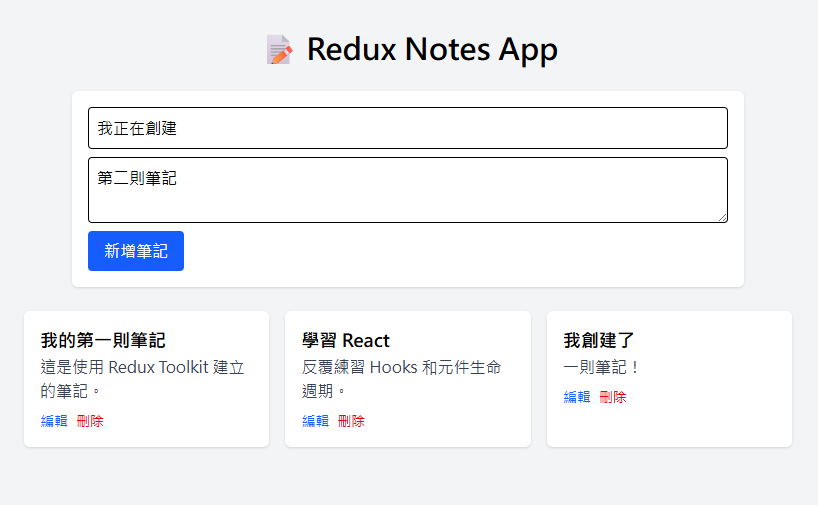 Redux Notes App
我正在創建
第二則筆記
新增筆記
我的第一則筆記
這是使用 Redux Toolkit 建立
的筆記。
編輯 刪除
學習 React
反覆練習 Hooks 和元件生命
週期。
編輯 刪除
我創建了
一則筆記！
編輯 刪除